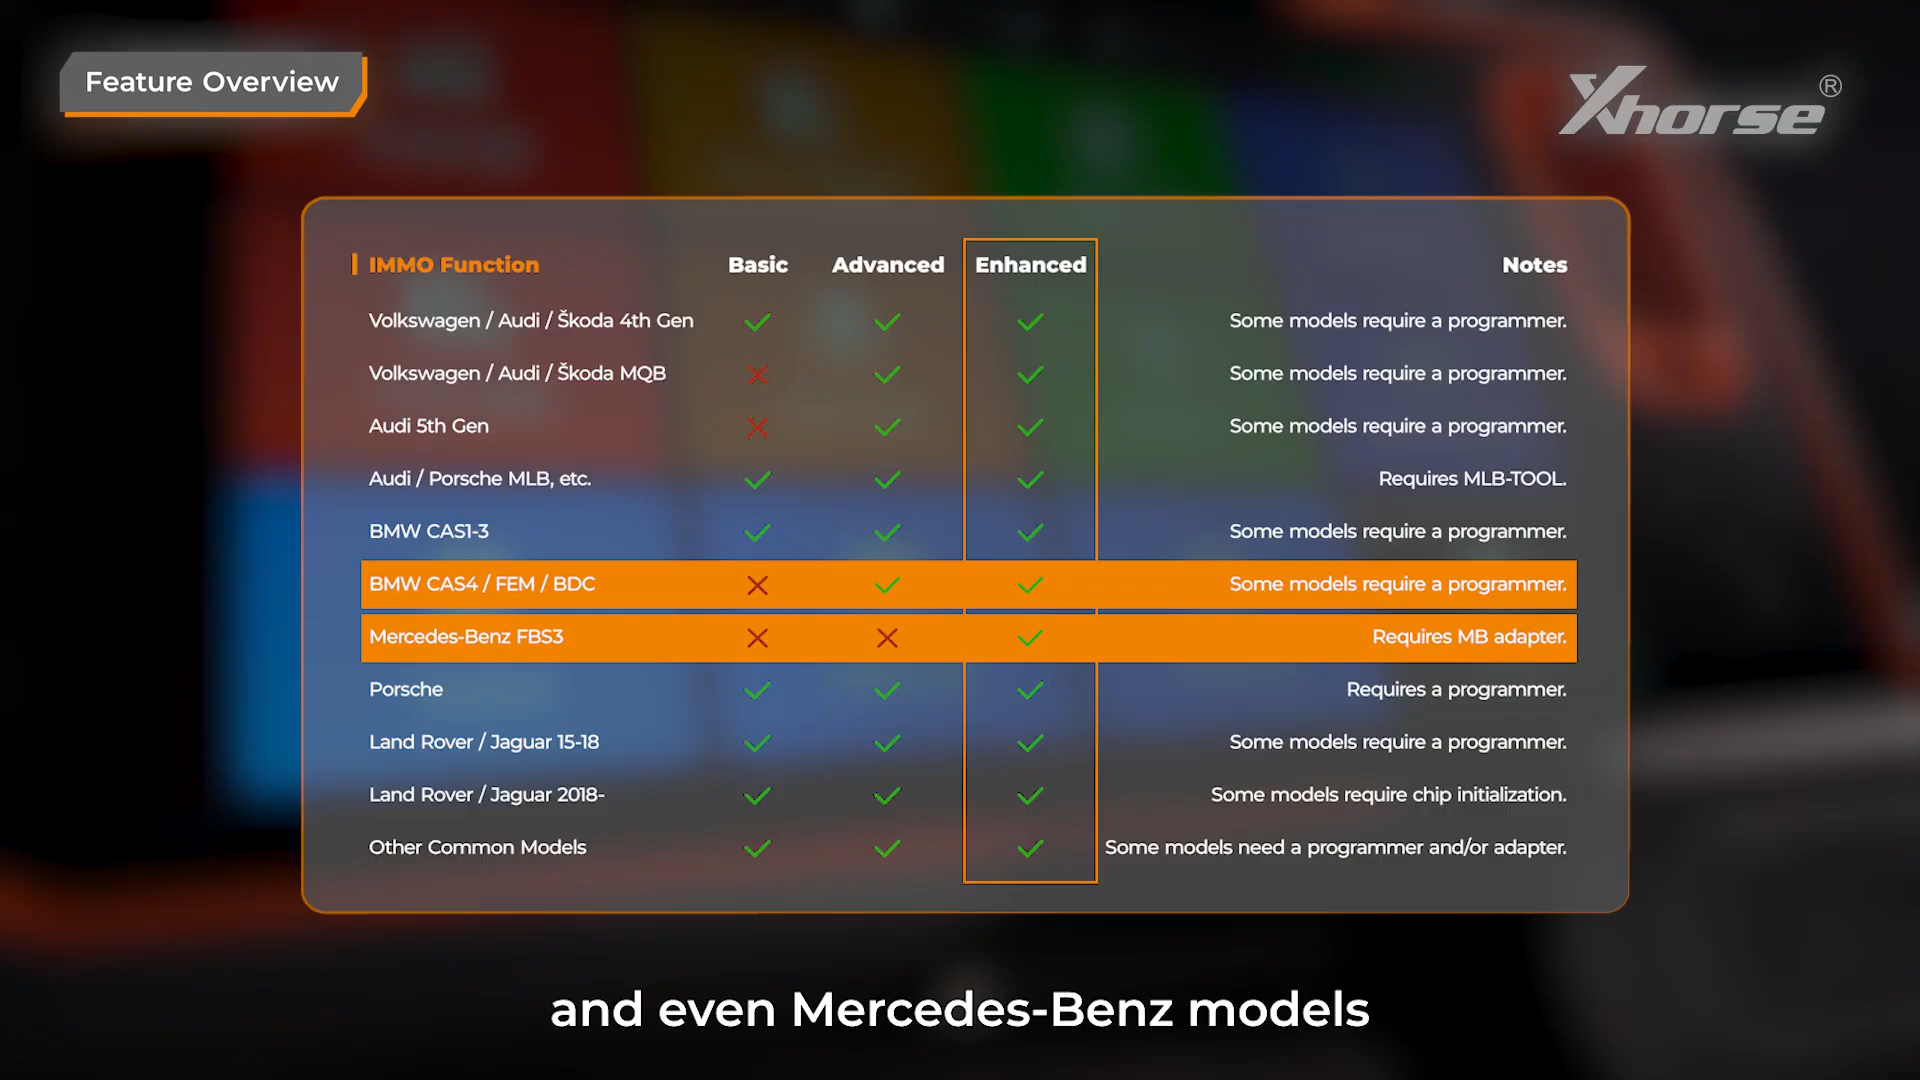 Feature Overview
Xhorse®
IMMO Function Basic Advanced Enhanced Notes
Volkswagen / Audi / Škoda 4th Gen ✓ ✓ ✓ Some models require a programmer.
Volkswagen / Audi / Škoda MQB ✗ ✓ ✓ Some models require a programmer.
Audi 5th Gen ✗ ✓ ✓ Some models require a programmer.
Audi / Porsche MLB, etc. ✓ ✓ ✓ Requires MLB-TOOL.
BMW CAS1-3 ✓ ✓ ✓ Some models require a programmer.
BMW CAS4 / FEM / BDC ✗ ✓ ✓ Some models require a programmer.
Mercedes-Benz FBS3 ✗ ✗ ✓ Requires MB adapter.
Porsche ✓ ✓ ✓ Requires a programmer.
Land Rover / Jaguar 15-18 ✓ ✓ ✓ Some models require a programmer.
Land Rover / Jaguar 2018- ✓ ✓ ✓ Some models require chip initialization.
Other Common Models ✓ ✓ ✓ Some models need a programmer and/or adapter.
and even Mercedes-Benz models